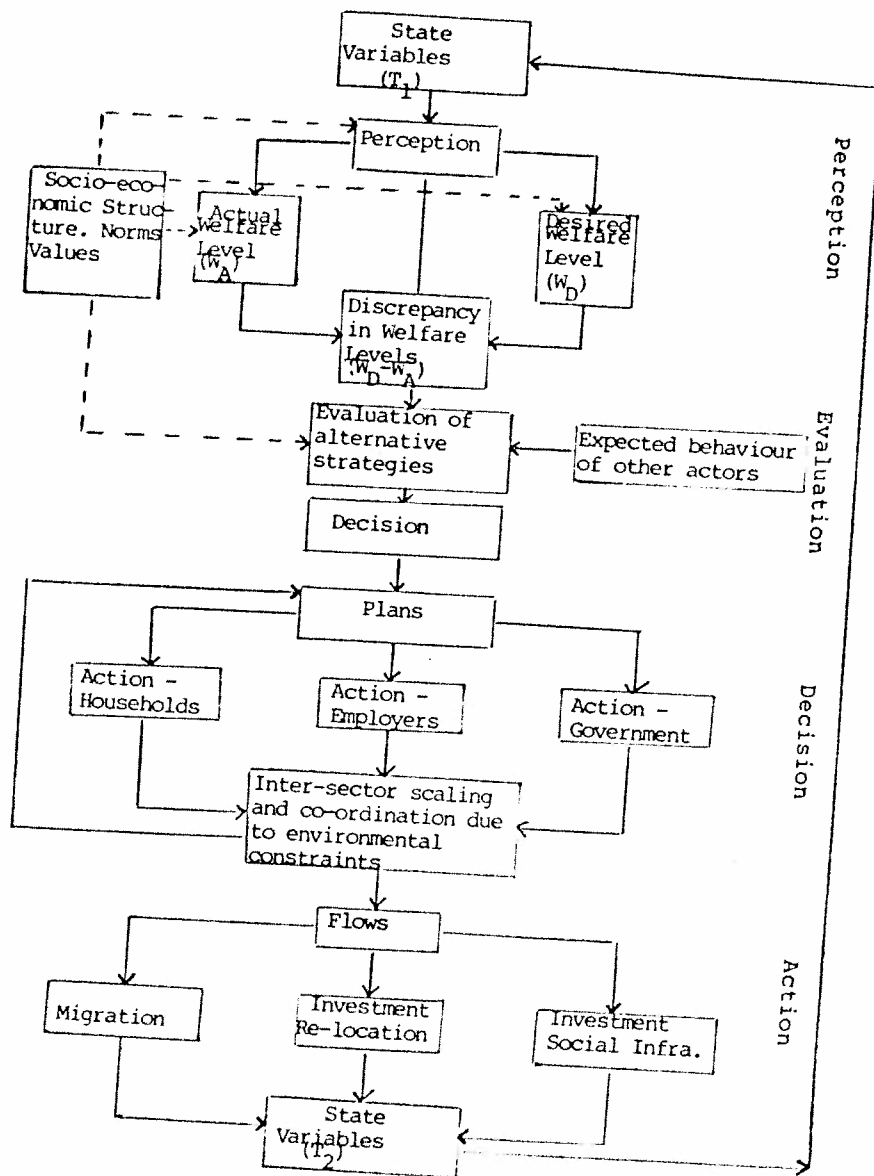 State
Variables
(T1)
Perception
Socio-eco-
nomic Struc-
ture. Norms
Values
Actual
Welfare
Level
(WA)
Desired
Welfare
Level
(WD)
Discrepancy
in Welfare
Levels
(WD-WA)
Evaluation of
alternative
strategies
Expected behaviour
of other actors
Decision
Plans
Action -
Households
Action -
Employers
Action -
Government
Inter-sector scaling
and co-ordination due
to environmental
constraints
Flows
Migration
Investment
Re-location
Investment
Social Infra.
State
Variables
(T2)
Perception
Evaluation
Decision
Action